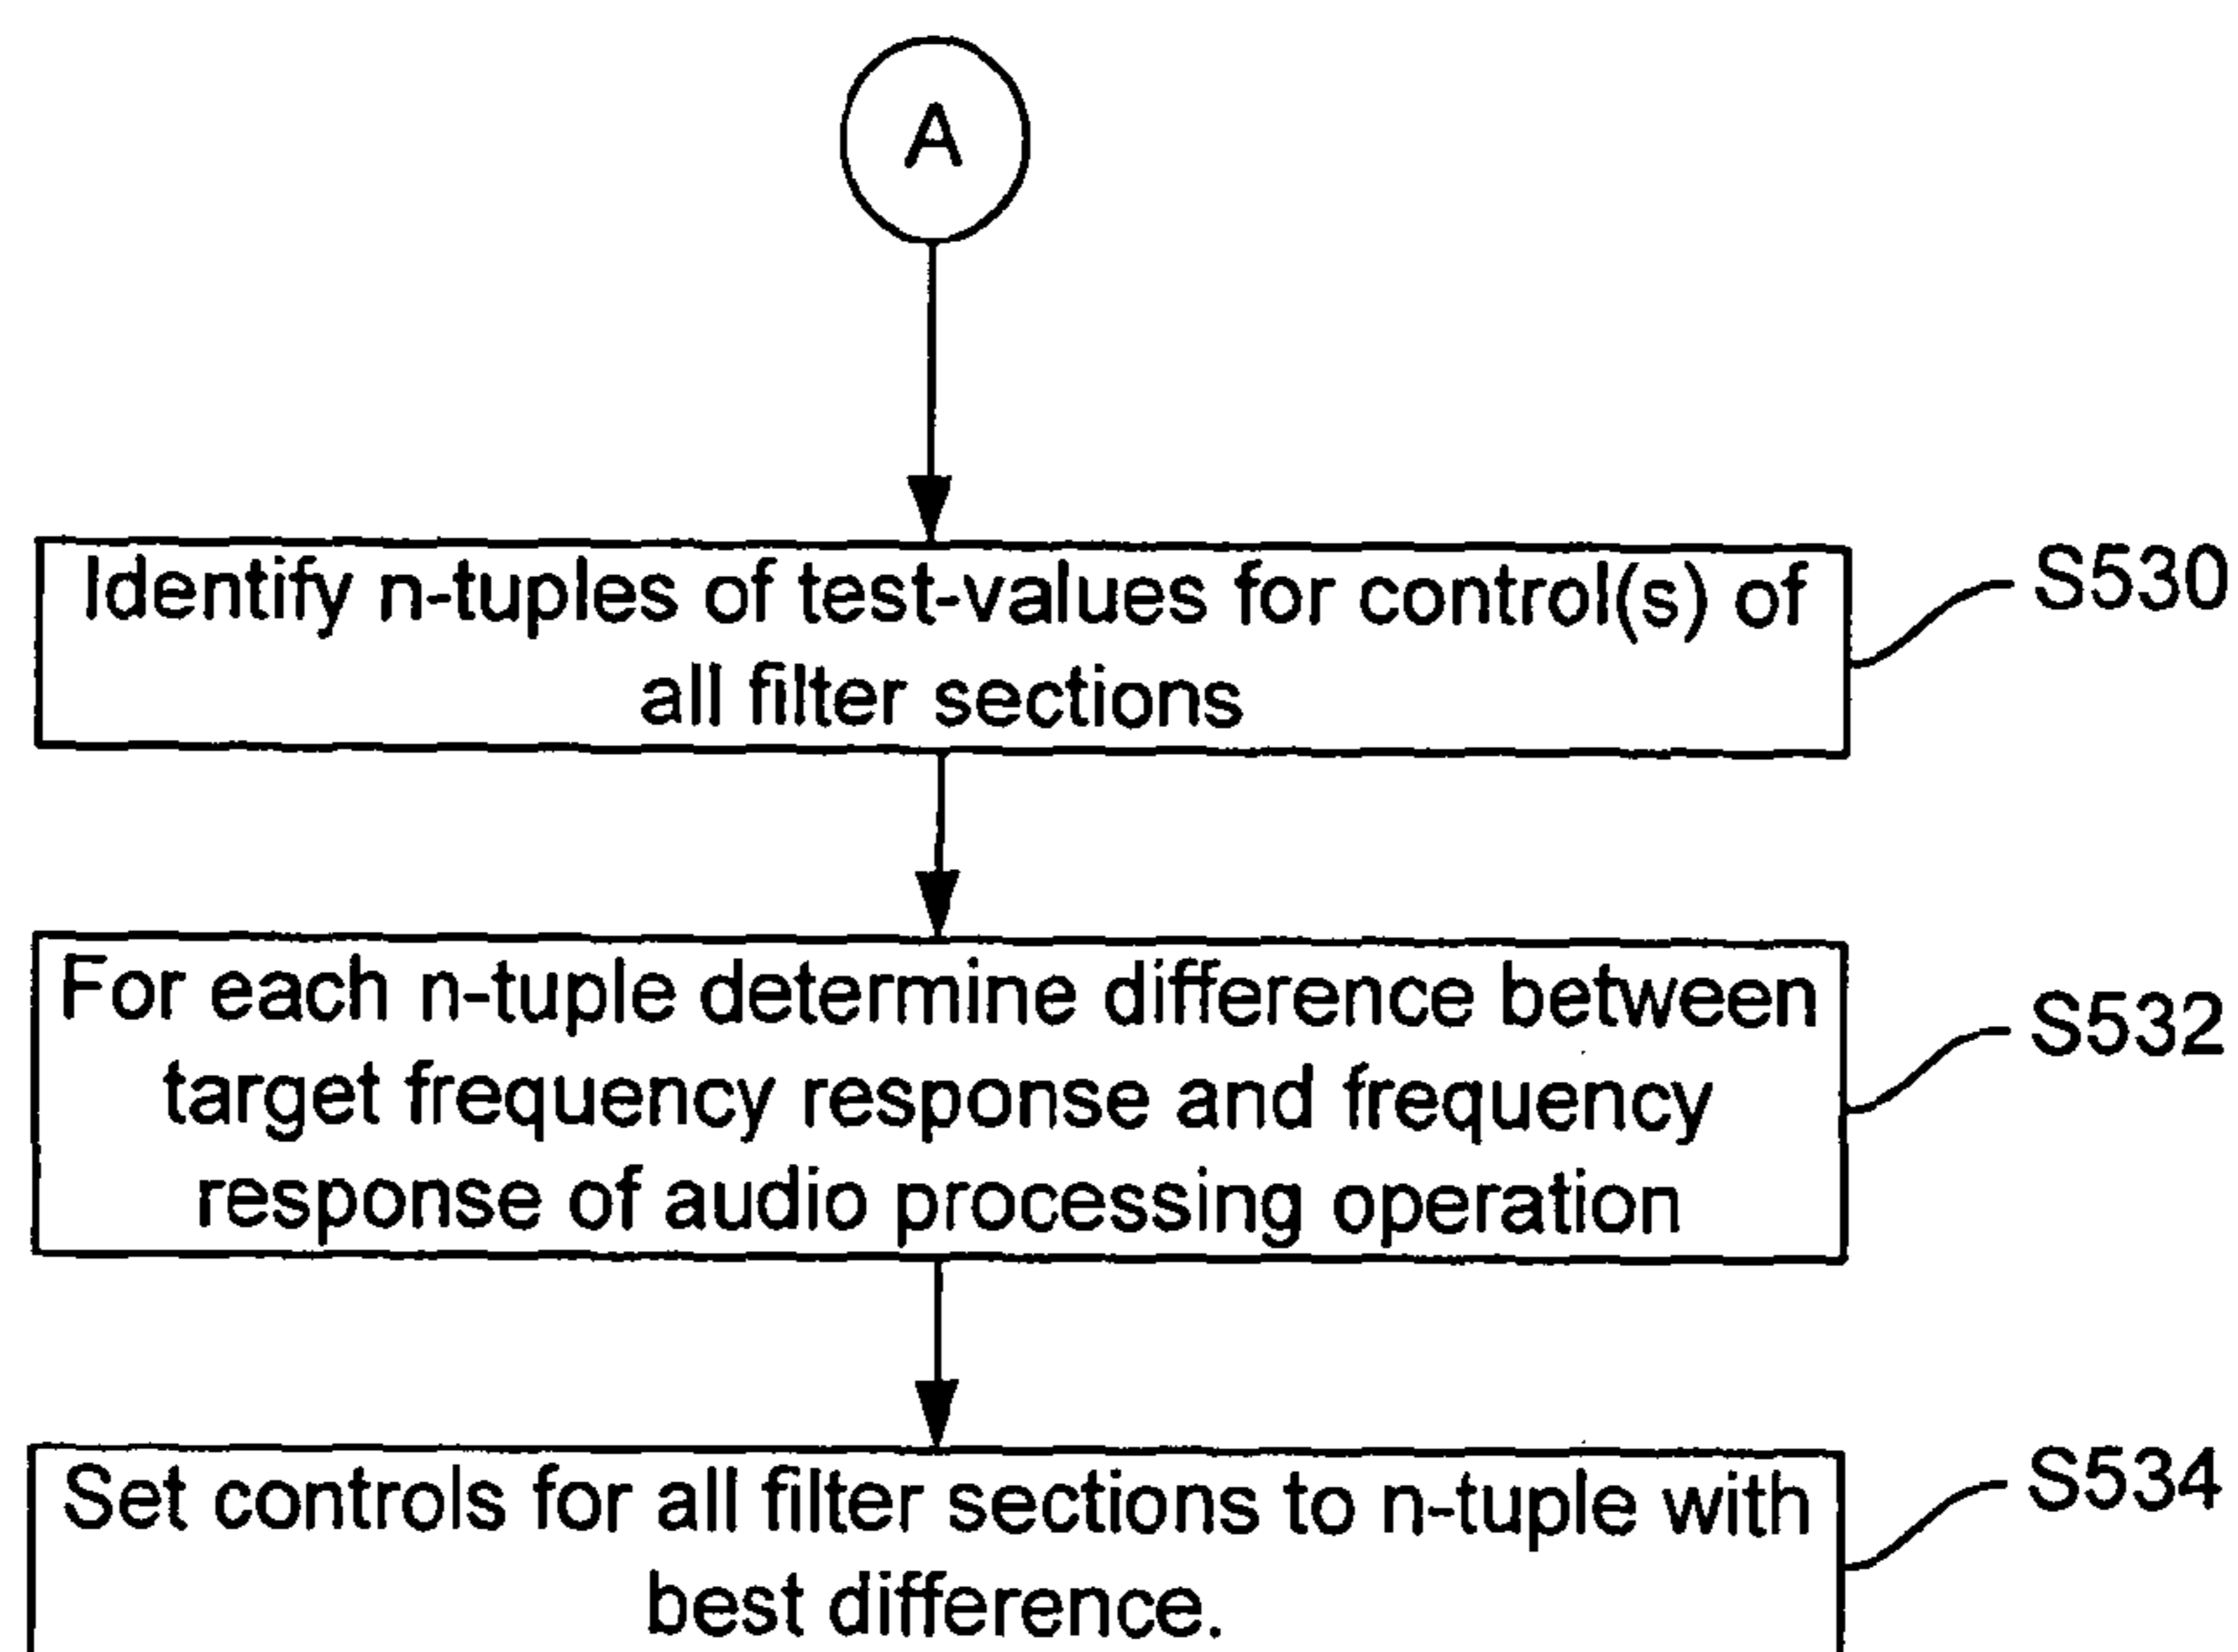 A
Identify n-tuples of test-values for control(s) of
all filter sections
S530
For each n-tuple determine difference between
target frequency response and frequency
response of audio processing operation
S532
Set controls for all filter sections to n-tuple with
best difference.
S534